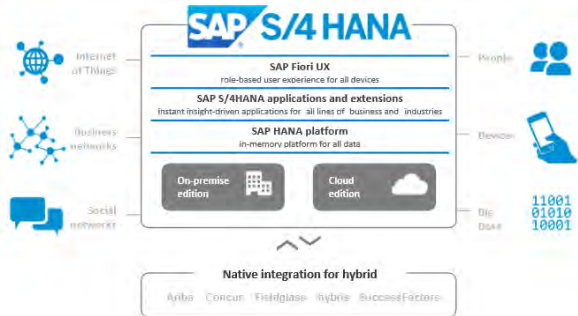 SAP S/4HANA
SAP Fiori UX
role-based user experience for all devices
SAP S/4HANA applications and extensions
instant insight-driven applications for all lines of business and industries
SAP HANA platform
in-memory platform for all data
On-premise
edition
Cloud
edition
Internet
of Things
Business
networks
Social
networks
People
Devices
Big
Data
11001
01010
10001
Native integration for hybrid
Ariba Concur Fieldglass hybris SuccessFactors